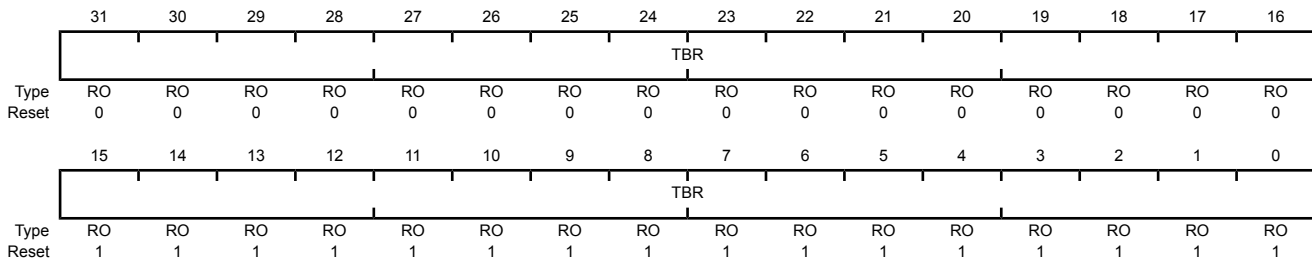 31 30 29 28 27 26 25 24 23 22 21 20 19 18 17 16
TBR
Type RO RO RO RO RO RO RO RO RO RO RO RO RO RO RO RO
Reset 0 0 0 0 0 0 0 0 0 0 0 0 0 0 0 0
15 14 13 12 11 10 9 8 7 6 5 4 3 2 1 0
TBR
Type RO RO RO RO RO RO RO RO RO RO RO RO RO RO RO RO
Reset 1 1 1 1 1 1 1 1 1 1 1 1 1 1 1 1